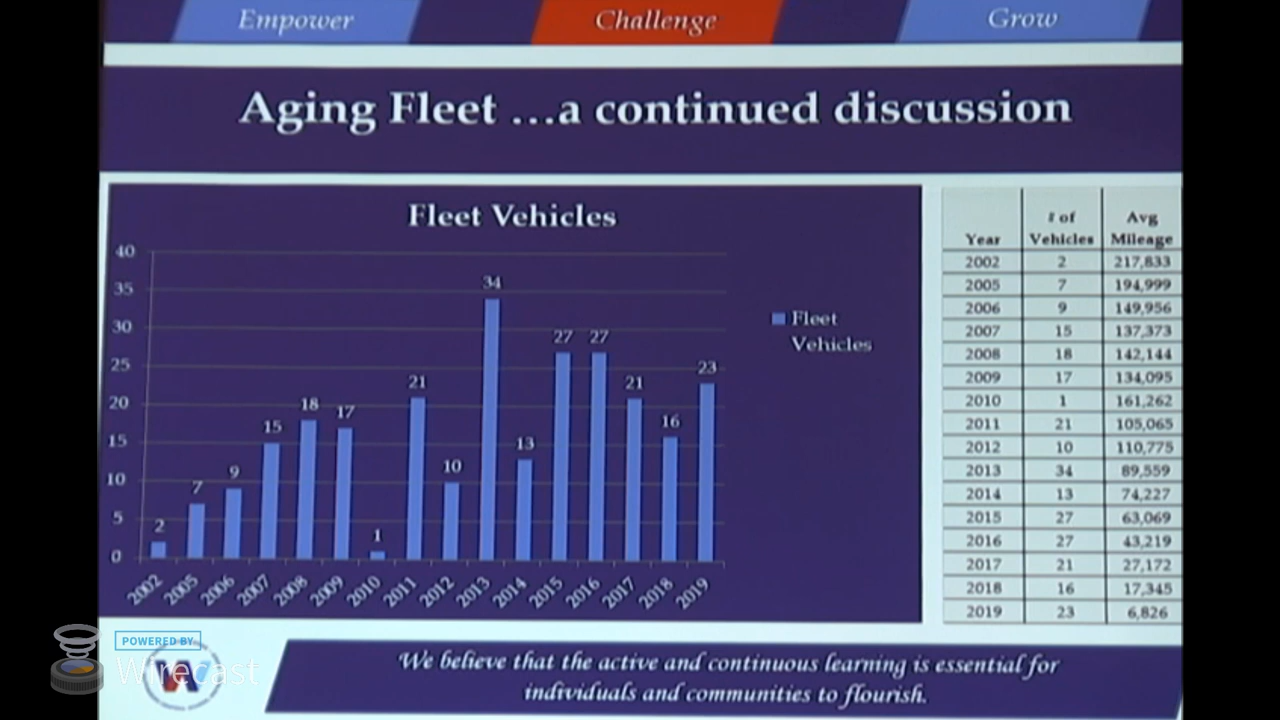 Empower
Challenge
Grow
Aging Fleet ...a continued discussion
Fleet Vehicles
40
35
30
25
20
15
10
5
0
2
7
9
15
18
17
1
21
10
34
13
27
27
21
16
23
2002
2005
2006
2007
2008
2009
2010
2011
2012
2013
2014
2015
2016
2017
2018
2019
Fleet
Vehicles
Year # of Vehicles Avg Mileage
2002 2 217,833
2005 7 194,999
2006 9 149,956
2007 15 137,373
2008 18 142,144
2009 17 134,095
2010 1 161,262
2011 21 105,065
2012 10 110,775
2013 34 89,559
2014 13 74,227
2015 27 63,069
2016 27 43,219
2017 21 27,172
2018 16 17,345
2019 23 6,826
POWERED BY
Wirecast
We believe that the active and continuous learning is essential for
individuals and communities to flourish.